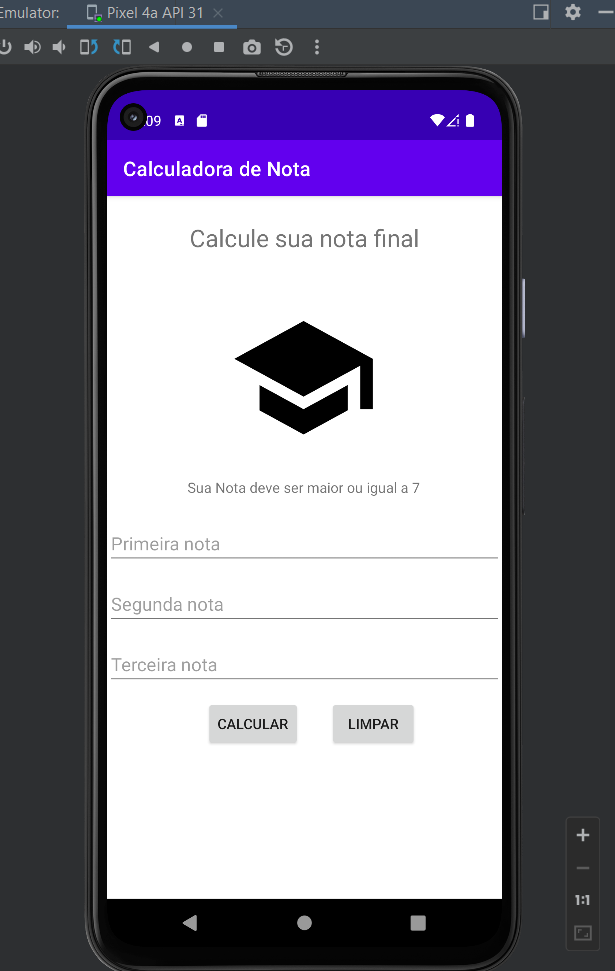 Emulator: Pixel 4a API 31
:09
Calculadora de Nota
Calcule sua nota final
Sua Nota deve ser maior ou igual a 7
Primeira nota
Segunda nota
Terceira nota
CALCULAR LIMPAR
1:1